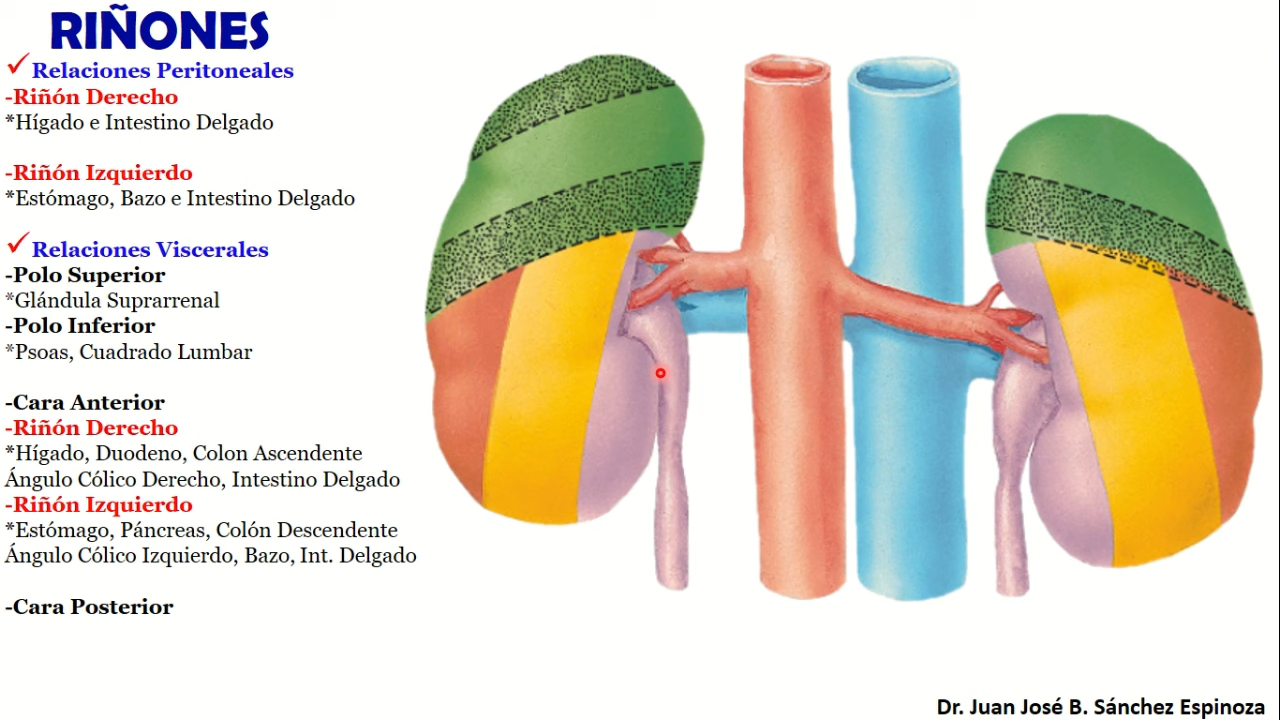 RIÑONES
Relaciones Peritoneales
-Riñón Derecho
*Hígado e Intestino Delgado
-Riñón Izquierdo
*Estómago, Bazo e Intestino Delgado
Relaciones Viscerales
-Polo Superior
*Glándula Suprarrenal
-Polo Inferior
*Psoas, Cuadrado Lumbar
-Cara Anterior
-Riñón Derecho
*Hígado, Duodeno, Colon Ascendente
Ángulo Cólico Derecho, Intestino Delgado
-Riñón Izquierdo
*Estómago, Páncreas, Colón Descendente
Ángulo Cólico Izquierdo, Bazo, Int. Delgado
-Cara Posterior
Dr. Juan José B. Sánchez Espinoza